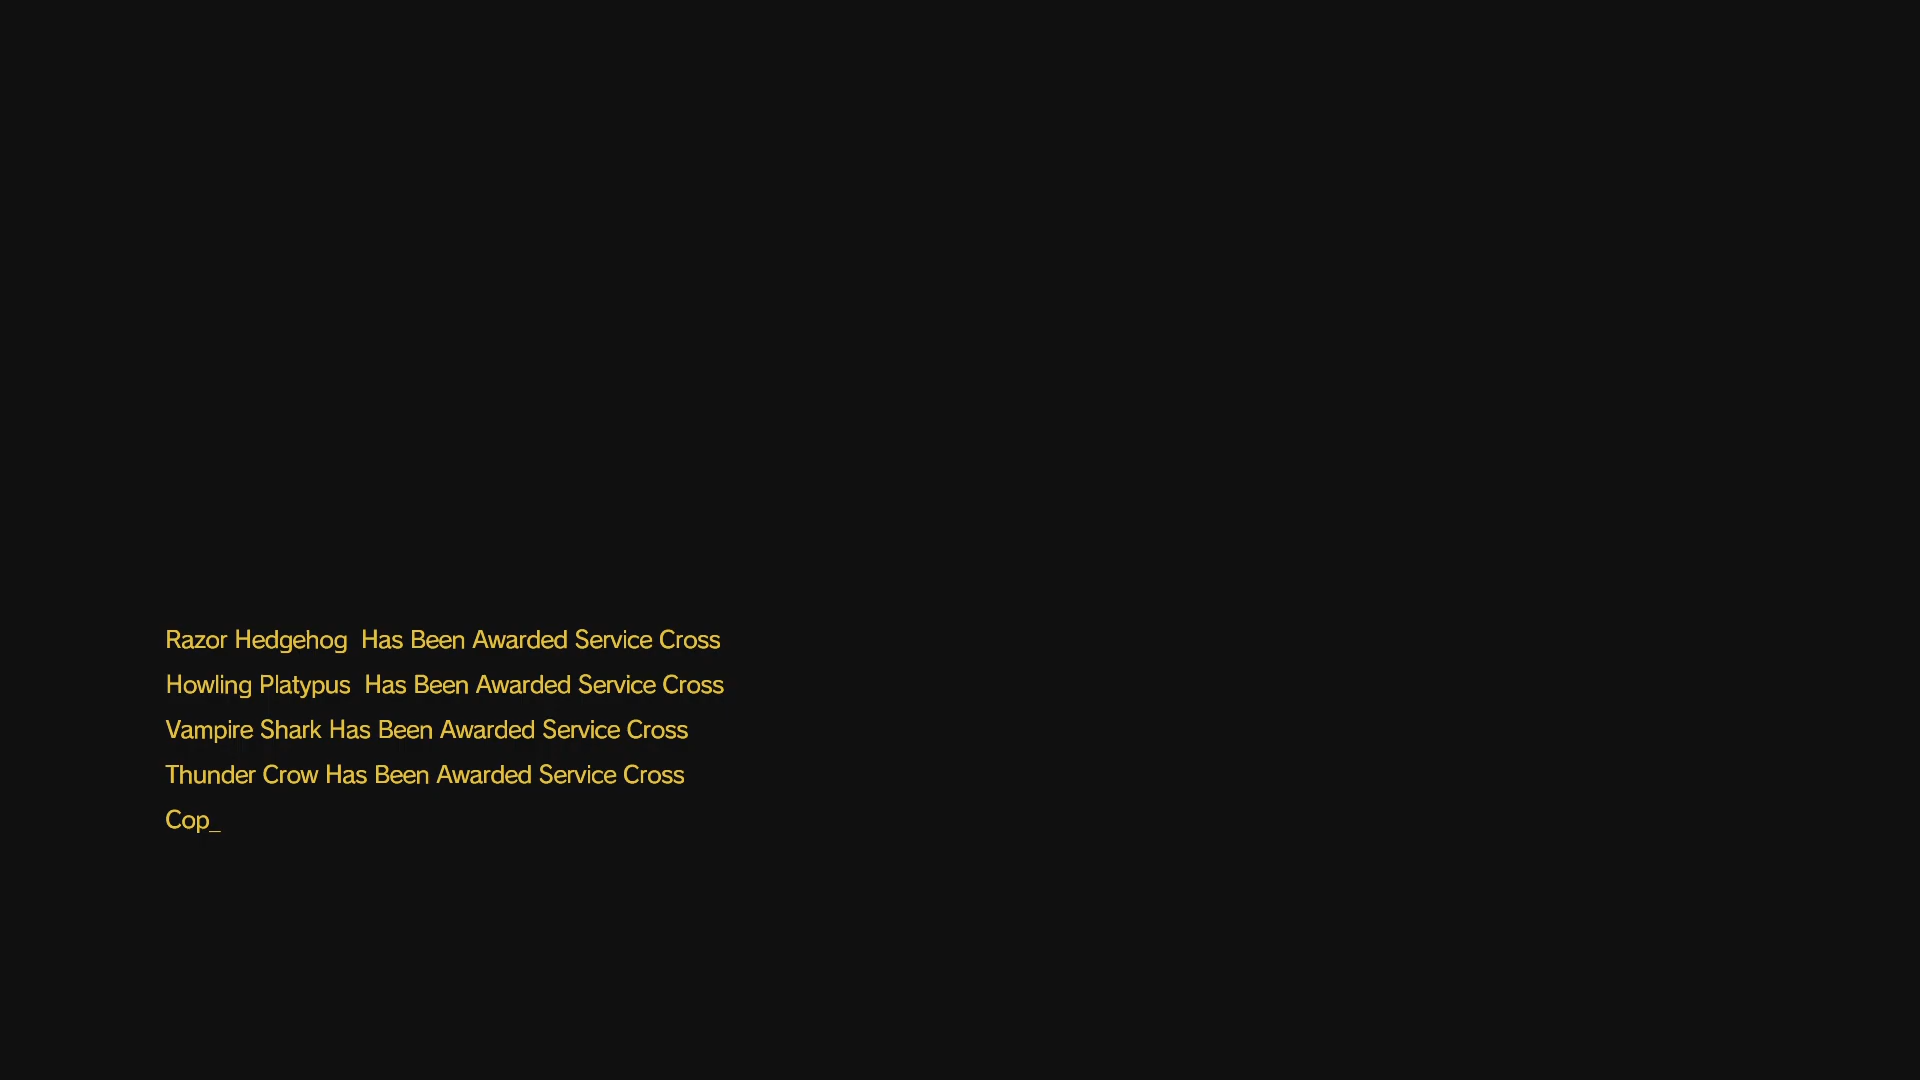 Razor Hedgehog  Has Been Awarded Service Cross
Howling Platypus  Has Been Awarded Service Cross
Vampire Shark Has Been Awarded Service Cross
Thunder Crow Has Been Awarded Service Cross
Cop_